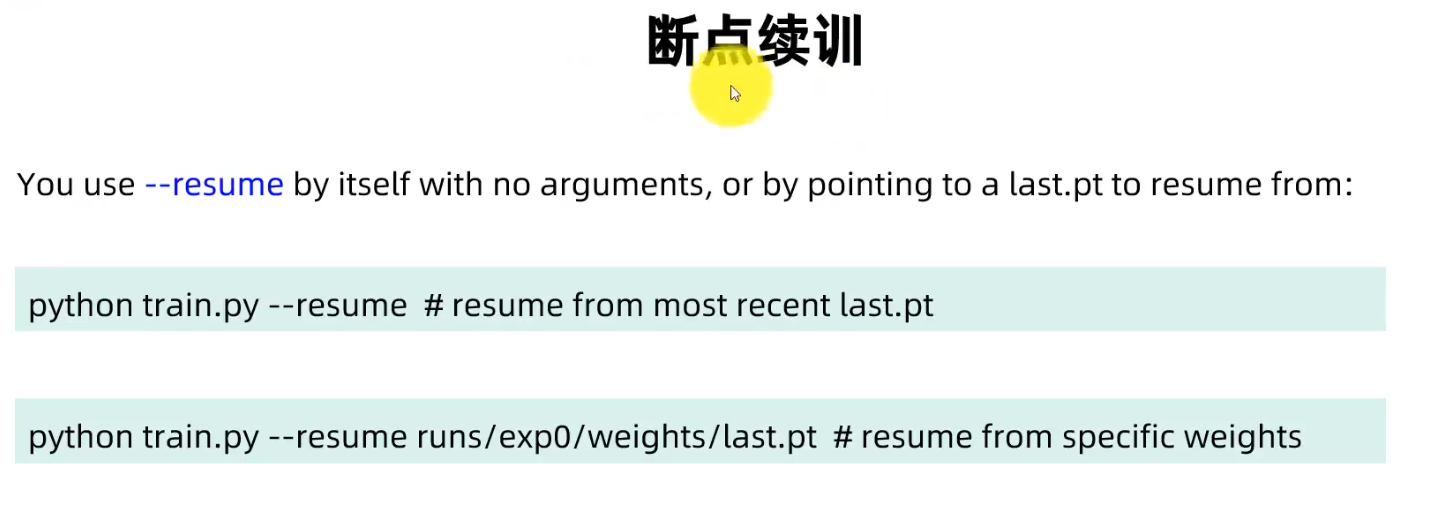 断点续训
You use --resume by itself with no arguments, or by pointing to a last.pt to resume from:
python train.py --resume # resume from most recent last.pt
python train.py --resume runs/exp0/weights/last.pt # resume from specific weights